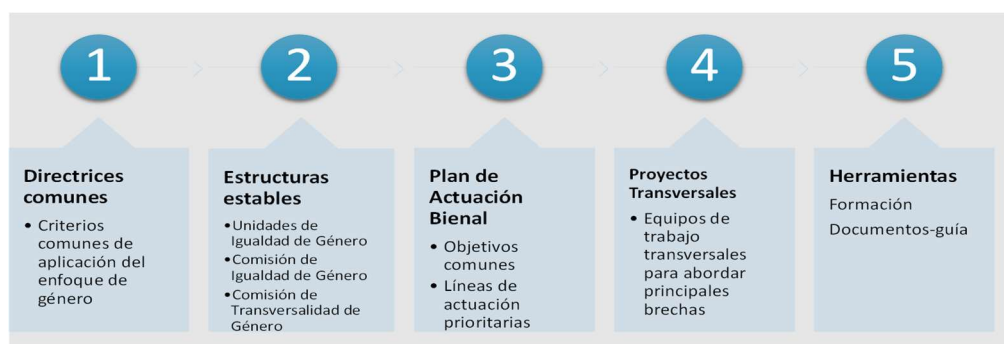 1
2
3
4
5
Directrices
comunes
• Criterios
comunes de
aplicación del
enfoque de
género
Estructuras
estables
•Unidades de
Igualdad de Género
•Comisión de
Igualdad de Género
•Comisión de
Transversalidad de
Género
Plan de
Actuación
Bienal
• Objetivos
comunes
• Líneas de
actuación
prioritarias
Proyectos
Transversales
• Equipos de
trabajo
transversales
para abordar
principales
brechas
Herramientas
Formación
Documentos-guía